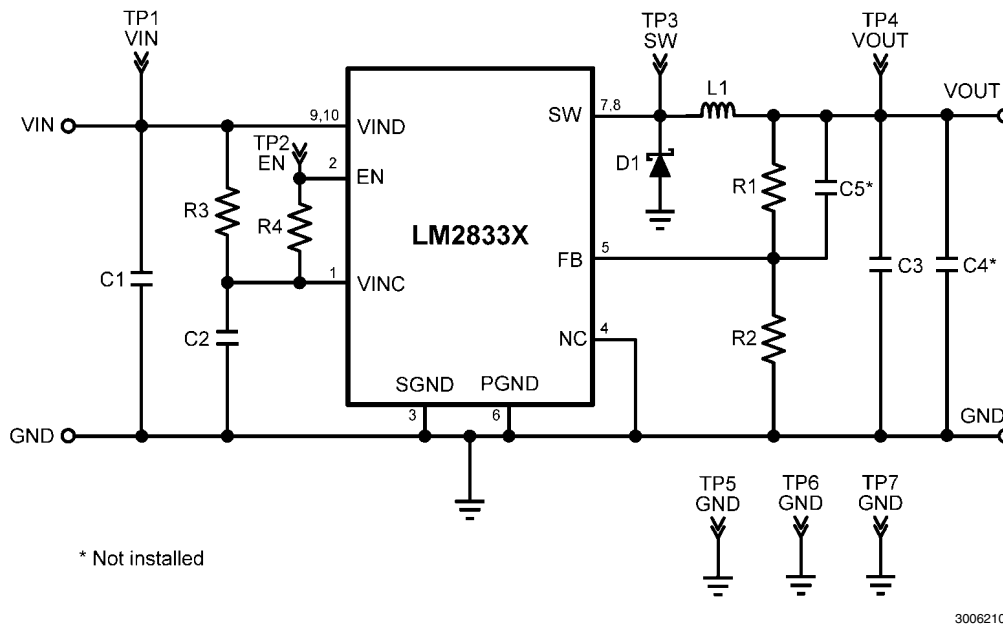 TP1
VIN
TP3
SW
TP4
VOUT
L1
VOUT
VIN
9,10
VIND
SW
7,8
TP2
EN
2
EN
D1
R1
C5*
R3
R4
LM2833X
5
FB
C1
1
VINC
C3
C4*
C2
4
NC
R2
SGND
PGND
3
6
GND
GND
TP5
GND
TP6
GND
TP7
GND
* Not installed
3006210